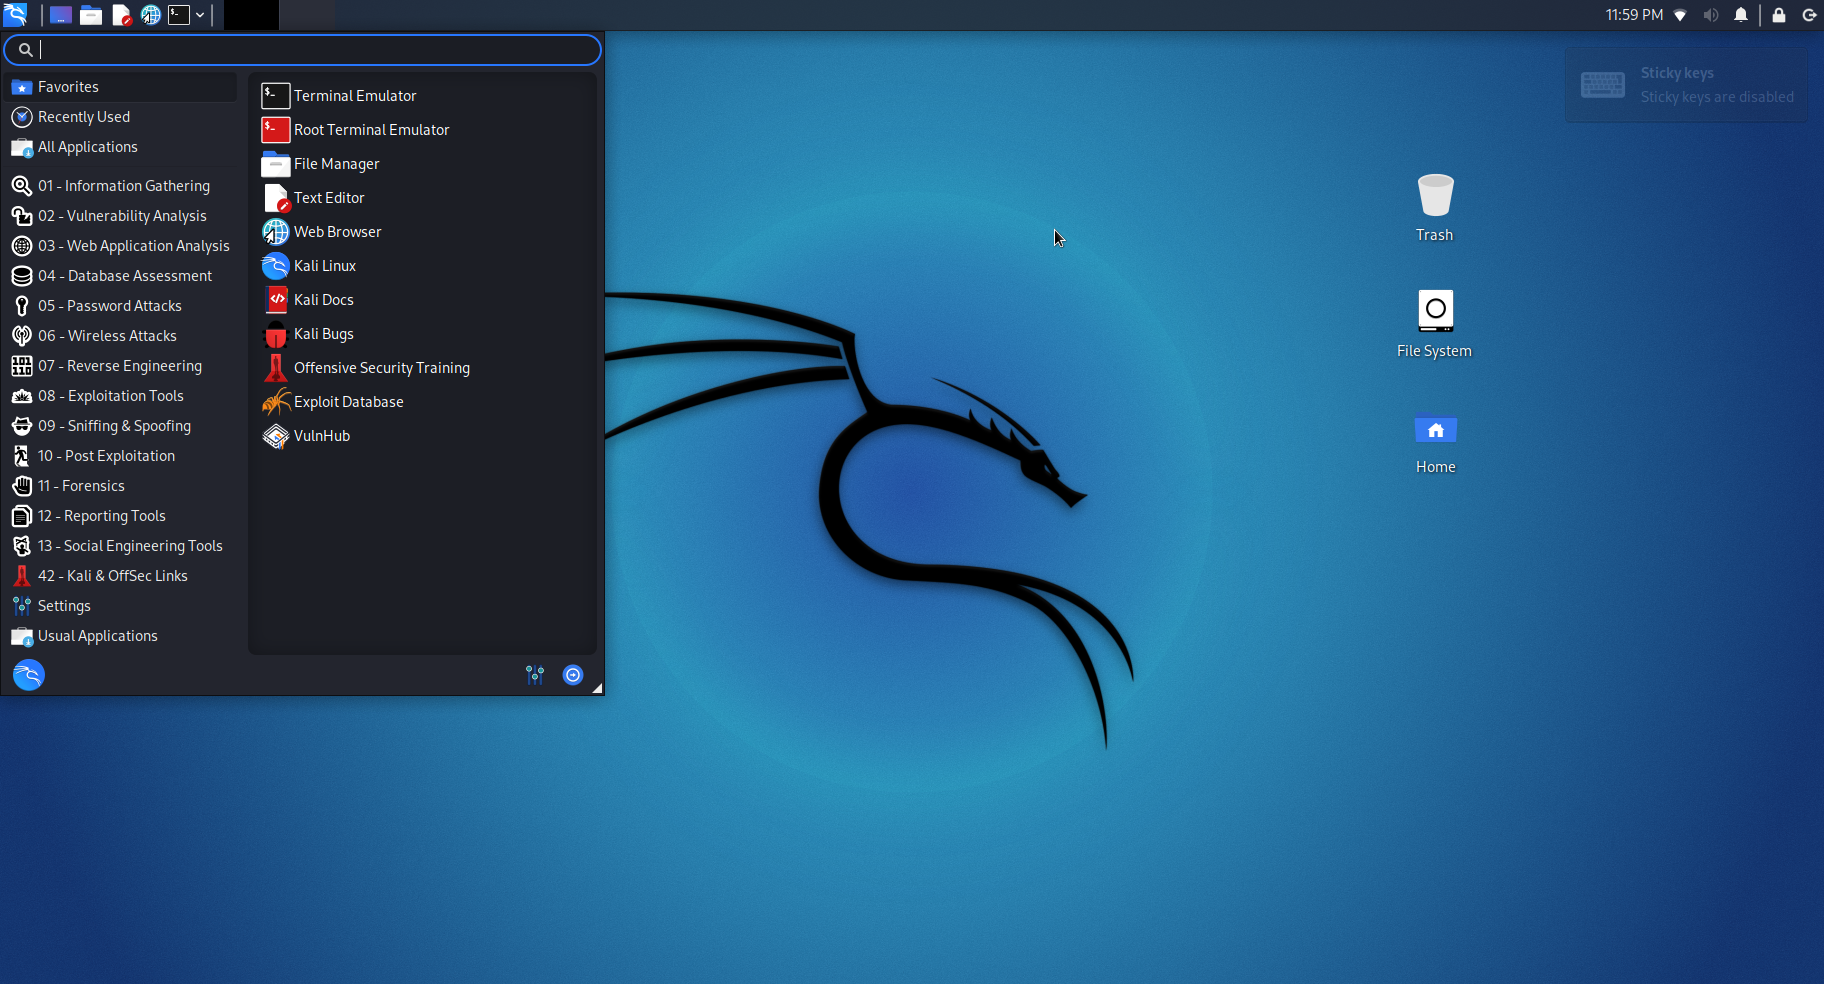 11:59 PM
Favorites
Recently Used
All Applications
01 - Information Gathering
02 - Vulnerability Analysis
03 - Web Application Analysis
04 - Database Assessment
05 - Password Attacks
06 - Wireless Attacks
07 - Reverse Engineering
08 - Exploitation Tools
09 - Sniffing & Spoofing
10 - Post Exploitation
11 - Forensics
12 - Reporting Tools
13 - Social Engineering Tools
42 - Kali & OffSec Links
Settings
Usual Applications
Terminal Emulator
Root Terminal Emulator
File Manager
Text Editor
Web Browser
Kali Linux
Kali Docs
Kali Bugs
Offensive Security Training
Exploit Database
VulnHub
Sticky keys
Sticky keys are disabled
Trash
File System
Home